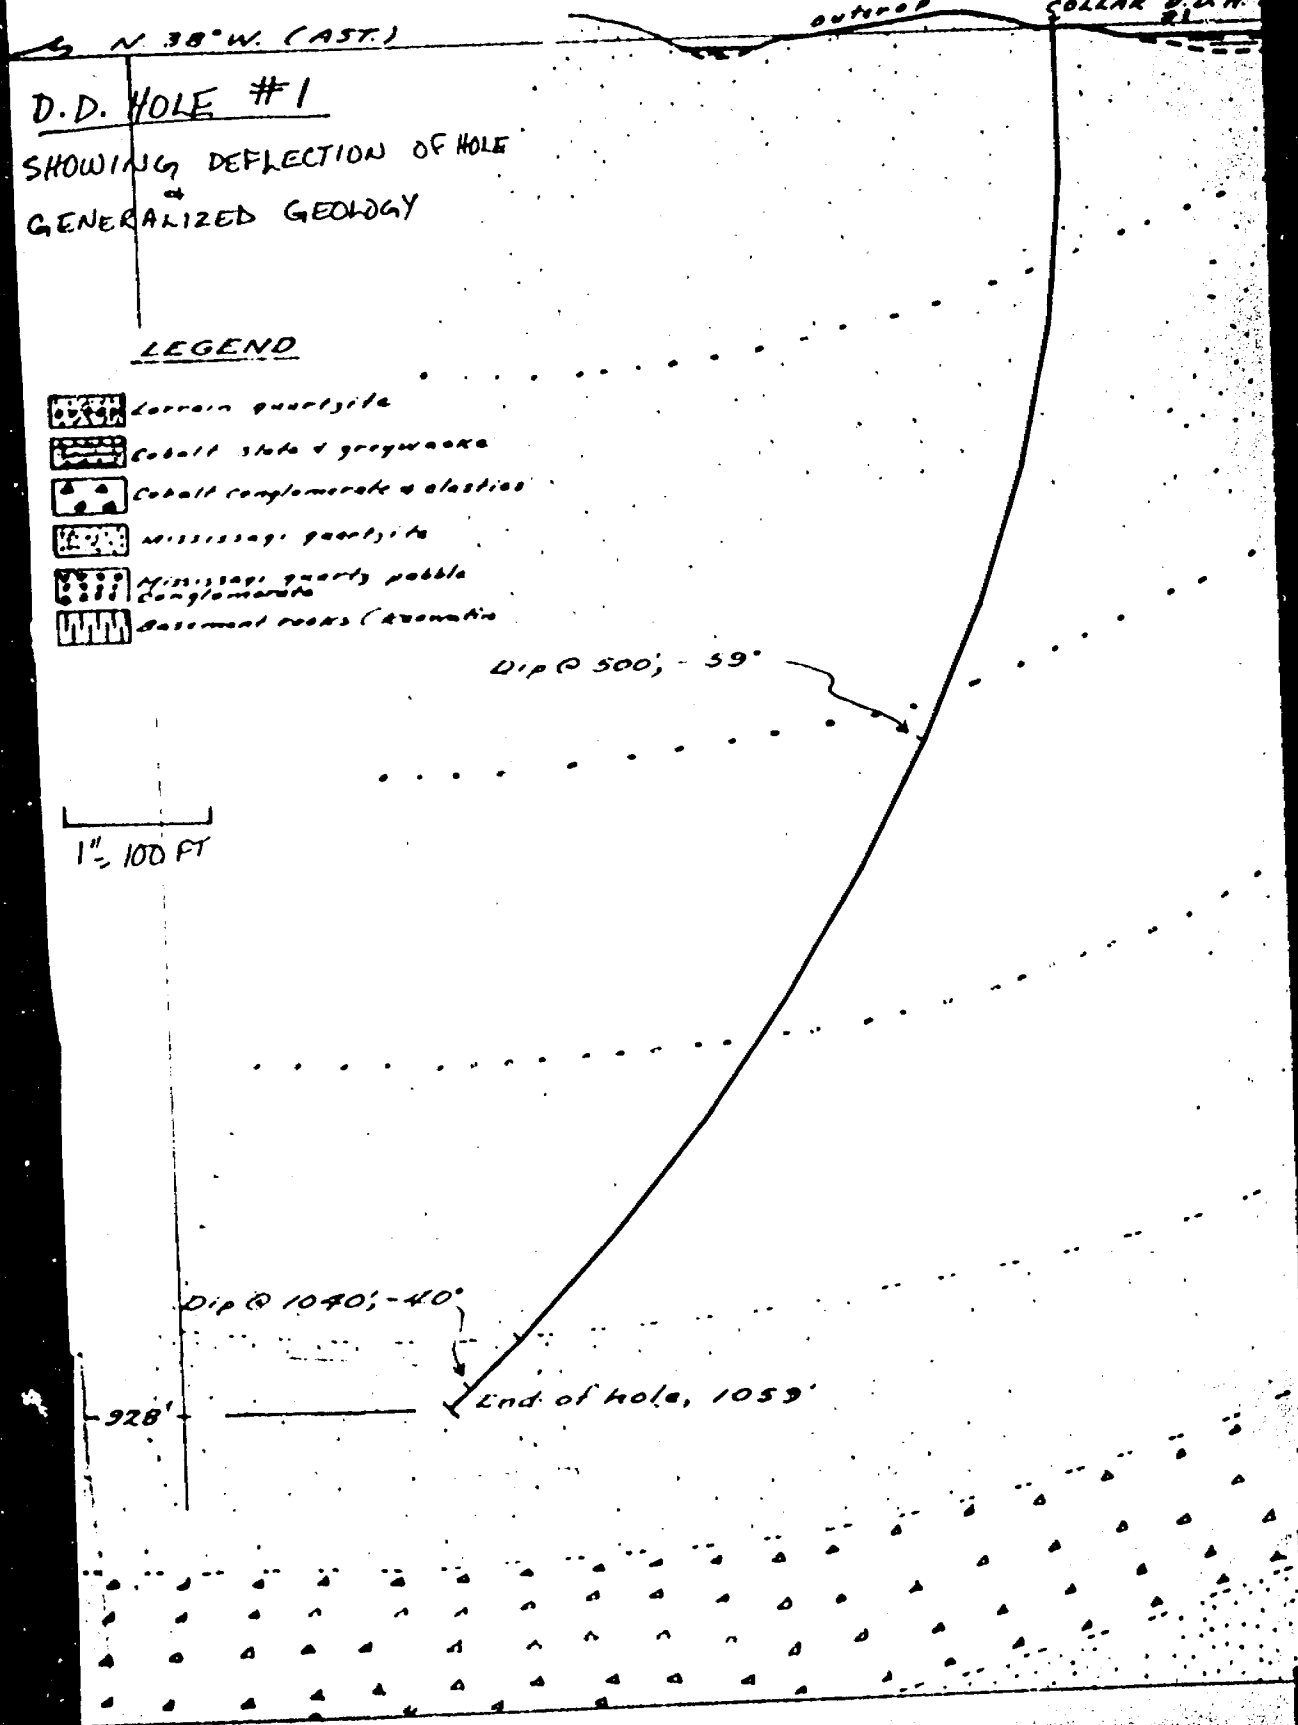 outcrop
COLLAR D.D.H.
N. 38° W. (AST.)
D.D. HOLE #1
SHOWING DEFLECTION OF HOLE
&
GENERALIZED GEOLOGY
LEGEND
Lorrain quartzite
Cobalt slate & greywacke
Cobalt conglomerate & clastics
Mississagi quartzite
Mississagi quartz pebble
conglomerate
Basement rocks (Keewatin
Dip @ 500', - 59°
1" = 100 FT
Dip @ 1040', -40°
End of hole, 1059'
928'